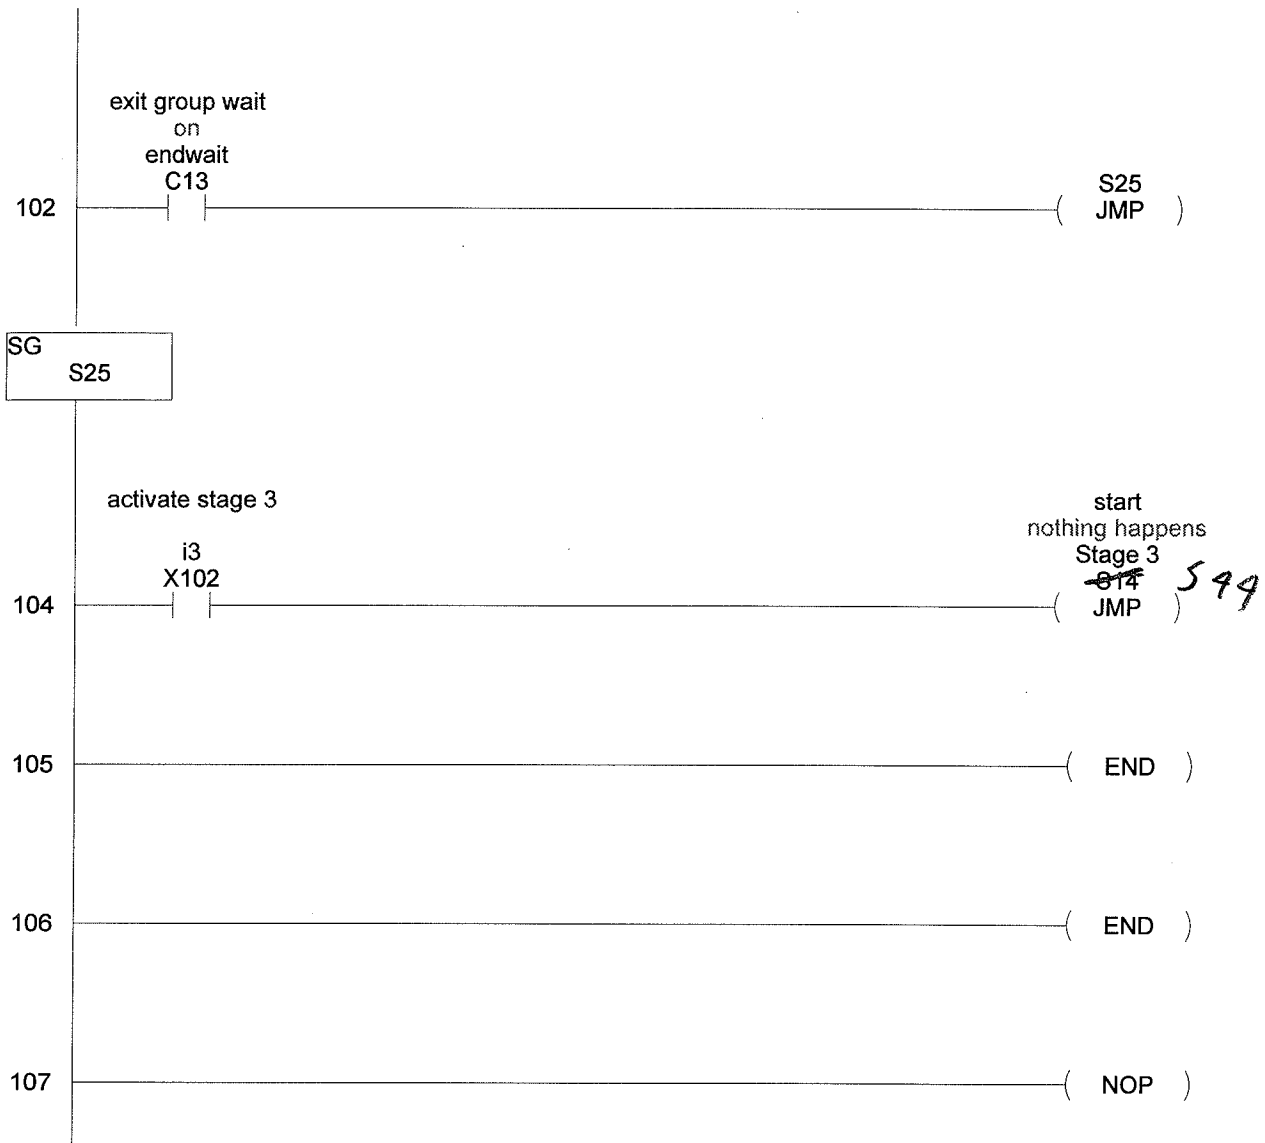 exit group wait
on
endwait
C13
S25
102
JMP
SG
S25
activate stage 3
start
nothing happens
i3
Stage 3
X102
S14 S44
104
JMP
105
END
106
END
107
NOP